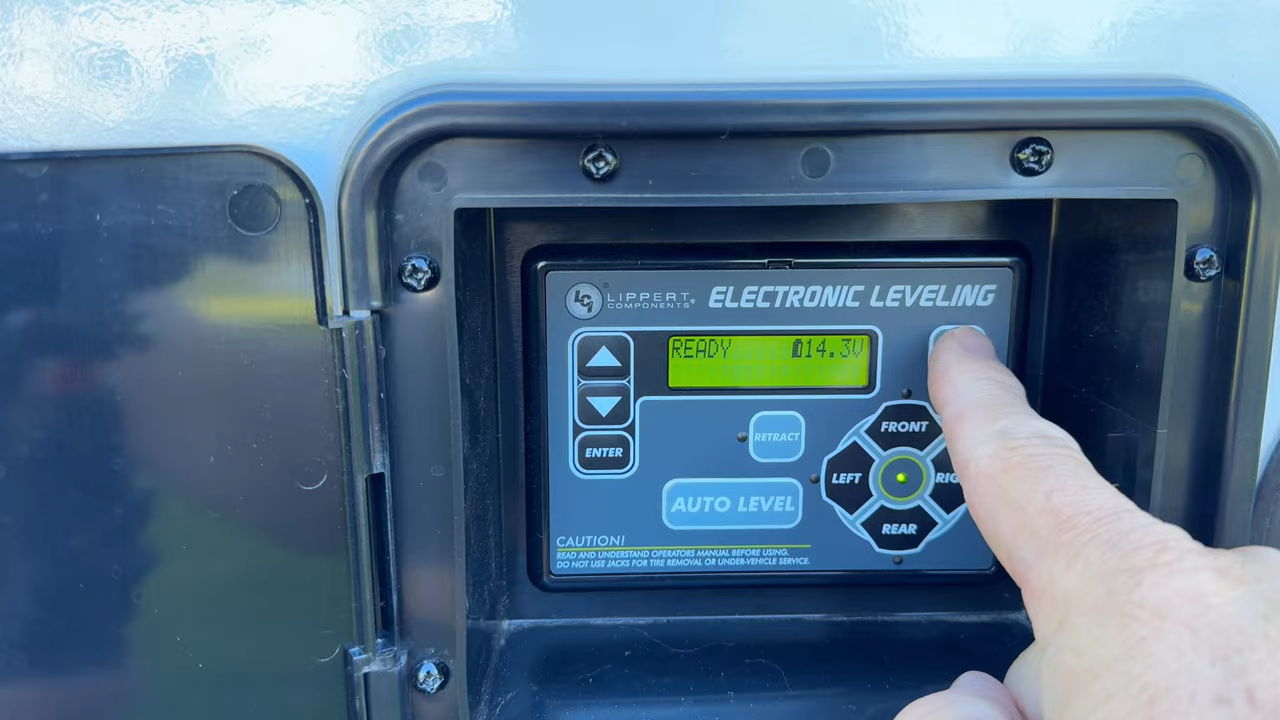 LCI LIPPERT COMPONENTS® ELECTRONIC LEVELING
READY 14.3V
ENTER
RETRACT
AUTO LEVEL
FRONT
LEFT
REAR
CAUTION!
READ AND UNDERSTAND OPERATORS MANUAL BEFORE USING.
DO NOT USE JACKS FOR TIRE REMOVAL OR UNDER-VEHICLE SERVICE.